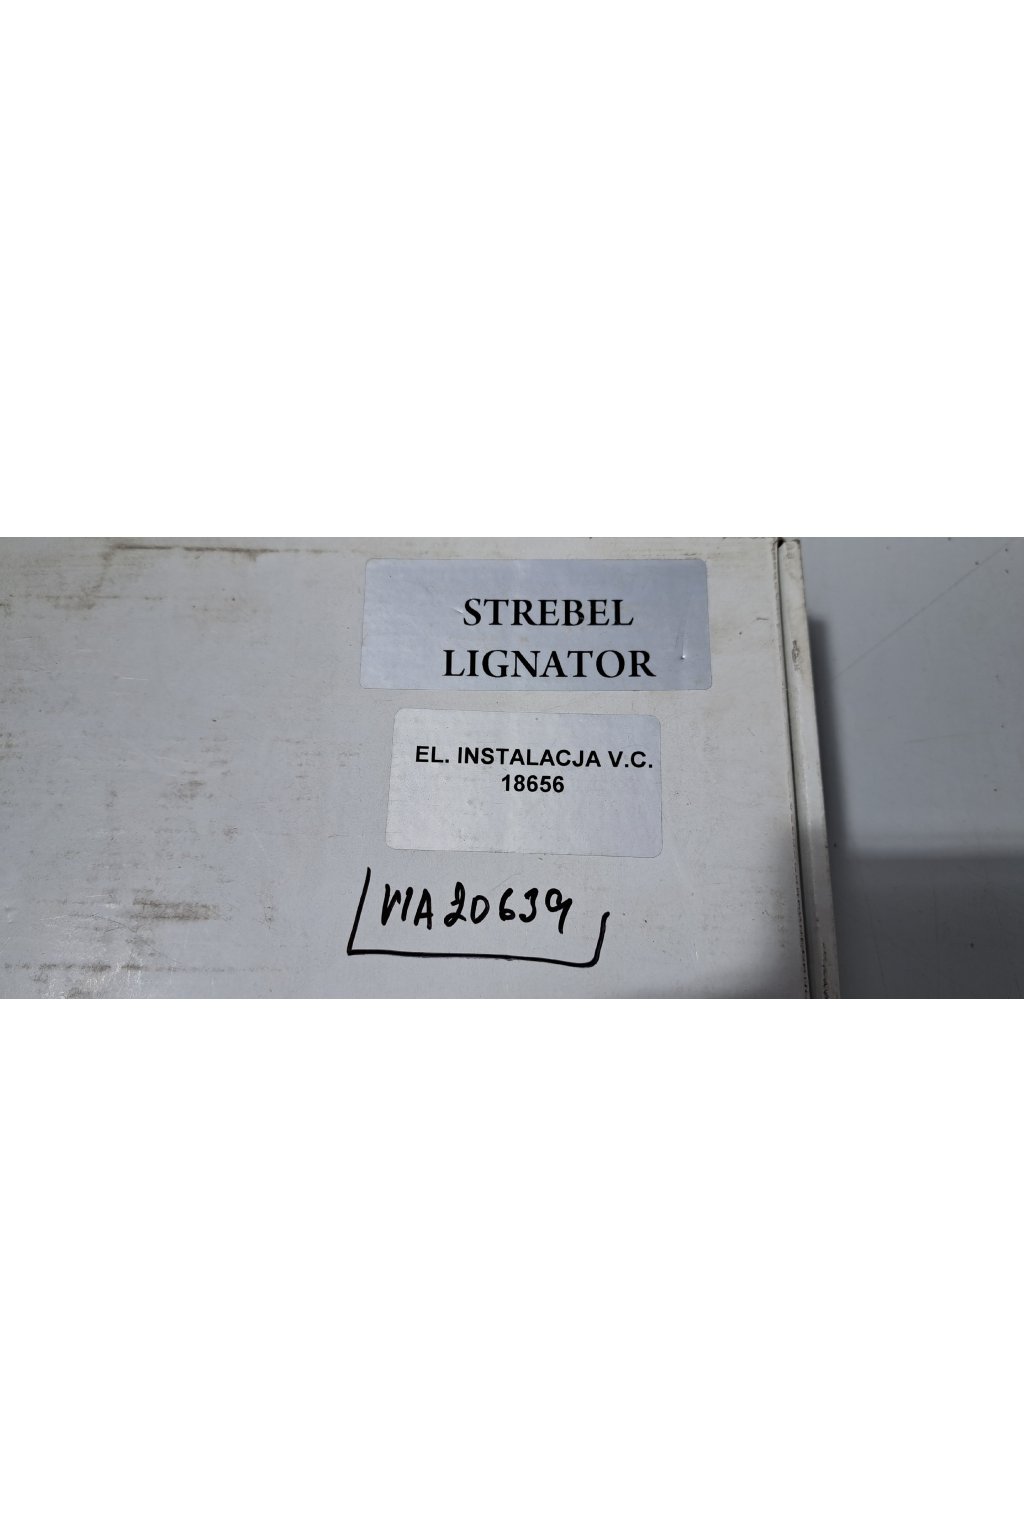 STREBEL
LIGNATOR
EL. INSTALACJA V.C.
18656
VIA20639